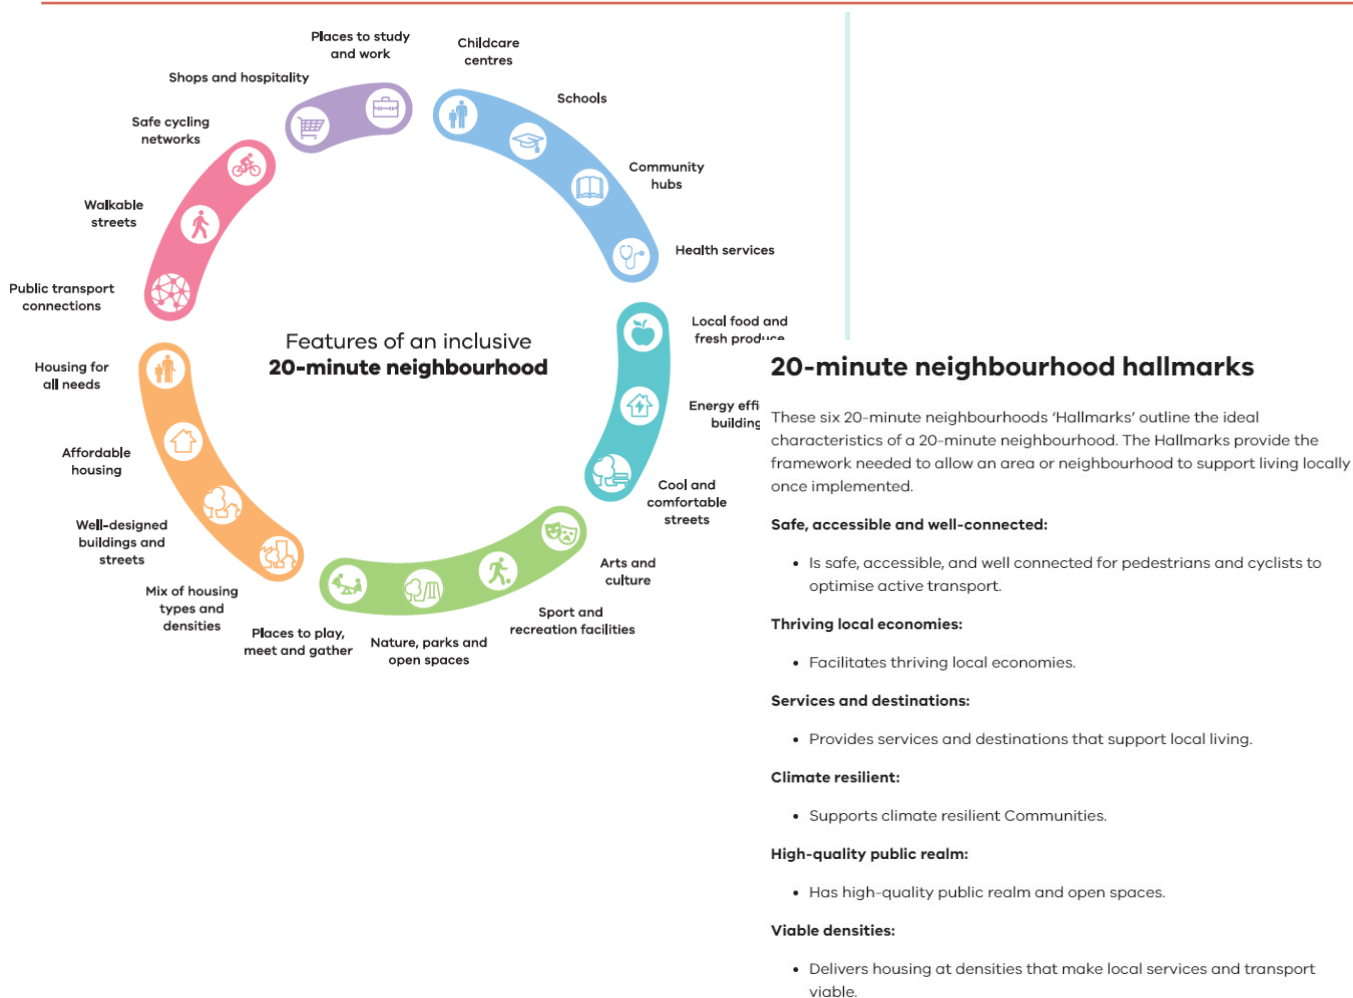 Places to study
and work
Childcare
centres
Shops and hospitality
Schools
Safe cycling
networks
Community
hubs
Walkable
streets
Health services
Public transport
connections
Local food and
fresh produce
Features of an inclusive
20-minute neighbourhood
Housing for
all needs
Energy effi
building
Affordable
housing
Cool and
comfortable
streets
Well-designed
buildings and
streets
Arts and
culture
Mix of housing
types and
densities
Sport and
recreation facilities
Places to play,
meet and gather
Nature, parks and
open spaces
20-minute neighbourhood hallmarks
These six 20-minute neighbourhoods ‘Hallmarks’ outline the ideal
characteristics of a 20-minute neighbourhood. The Hallmarks provide the
framework needed to allow an area or neighbourhood to support living locally
once implemented.
Safe, accessible and well-connected:
• Is safe, accessible, and well connected for pedestrians and cyclists to
optimise active transport.
Thriving local economies:
• Facilitates thriving local economies.
Services and destinations:
• Provides services and destinations that support local living.
Climate resilient:
• Supports climate resilient Communities.
High-quality public realm:
• Has high-quality public realm and open spaces.
Viable densities:
• Delivers housing at densities that make local services and transport
viable.